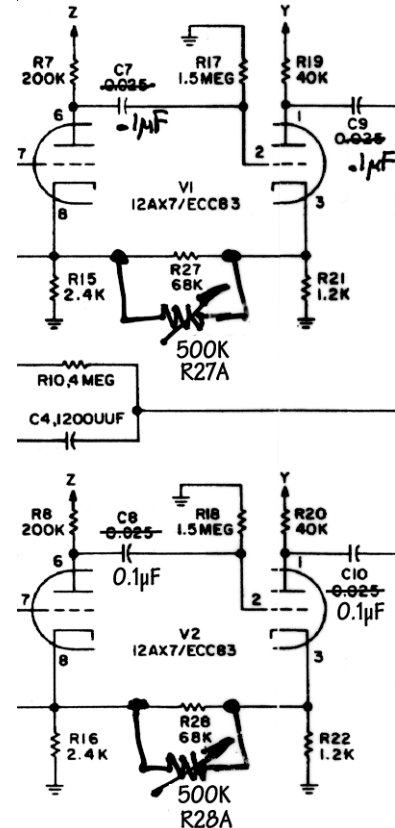 Z
Y
R7
200K
C7
0.025
.1µF
R17
1.5MEG
R19
40K
C9
0.025
.1µF
6
1
7
2
V1
12AX7/ECC83
8
3
R27
68K
R15
2.4K
R21
1.2K
500K
R27A
R10,4MEG
C4,1200UUF
Z
Y
R8
200K
C8
0.025
0.1µF
R18
1.5MEG
R20
40K
C10
0.025
0.1µF
6
1
7
2
V2
12AX7/ECC83
8
3
R28
68K
R16
2.4K
R22
1.2K
500K
R28A